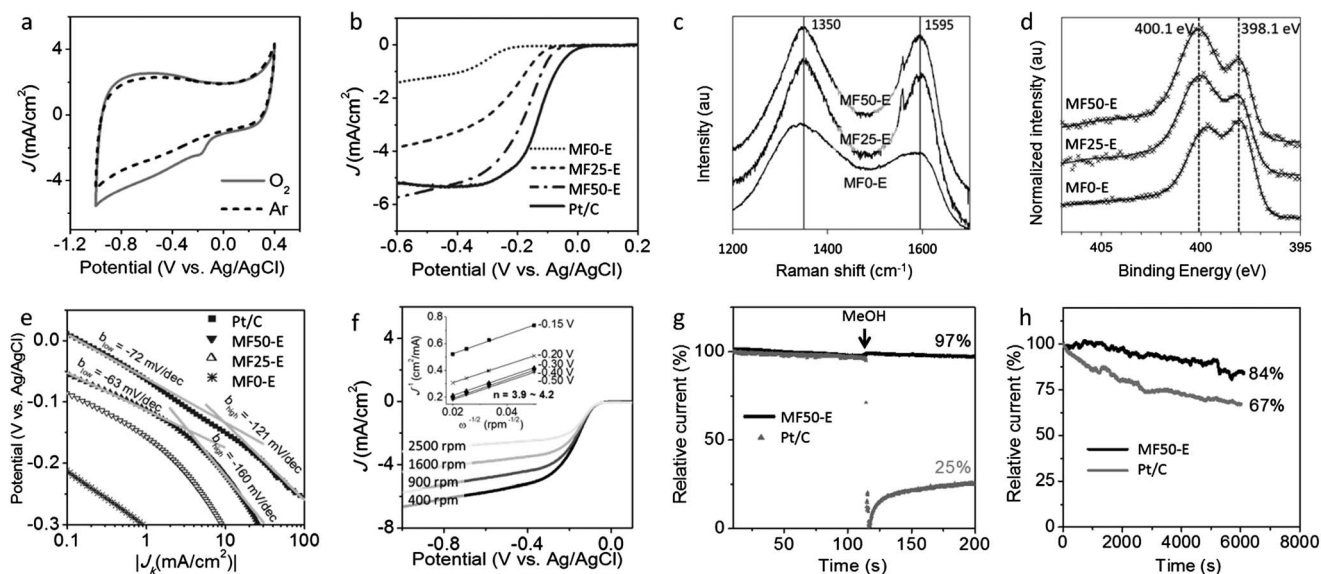 a
J (mA/cm²)
4
2
0
-2
-4
-6
O₂
Ar
-1.2 -0.8 -0.4 0.0 0.4
Potential (V vs. Ag/AgCl)
b
J (mA/cm²)
0
-2
-4
-6
MF0-E
MF25-E
MF50-E
Pt/C
-0.6 -0.4 -0.2 0.0 0.2
Potential (V vs. Ag/AgCl)
c
Intensity (au)
1350 1595
MF50-E
MF25-E
MF0-E
1200 1400 1600
Raman shift (cm⁻¹)
d
Normalized intensity (au)
400.1 eV 398.1 eV
MF50-E
MF25-E
MF0-E
405 400 395
Binding Energy (eV)
e
Potential (V vs. Ag/AgCl)
0.0
-0.1
-0.2
-0.3
Pt/C
MF50-E
MF25-E
MF0-E
b_low = -72 mV/dec
b_low = -63 mV/dec
b_high = -121 mV/dec
b_high = -160 mV/dec
0.1 1 10 100
|J_k(mA/cm²)|
f
J (mA/cm²)
0
-2
-4
-6
-8
0.8
0.6
0.4
0.2
J⁻¹ (cm²/mA)
-0.15 V
-0.20 V
-0.30 V
-0.40 V
-0.50 V
n = 3.9 ~ 4.2
0.02 0.04
ω⁻¹/² (rpm⁻¹/²)
2500 rpm
1600 rpm
900 rpm
400 rpm
-0.8 -0.4 0.0
Potential (V vs. Ag/AgCl)
g
Relative current (%)
MeOH
100
75
50
25
0
97%
MF50-E
Pt/C
25%
50 100 150 200
Time (s)
h
Relative current (%)
100
75
50
25
0
84%
67%
MF50-E
Pt/C
0 2000 4000 6000 8000
Time (s)